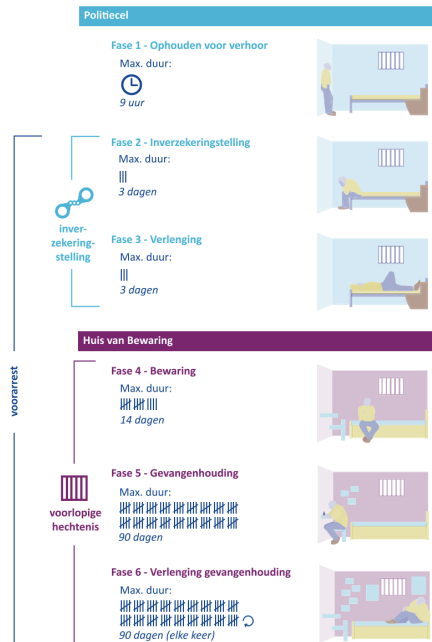 Politiecel
Fase 1 - Ophouden voor verhoor
Max. duur:
9 uur
Fase 2 - Inverzekeringstelling
Max. duur:
3 dagen
inver-
zekering-
stelling
Fase 3 - Verlenging
Max. duur:
3 dagen
Huis van Bewaring
voorarrest
Fase 4 - Bewaring
Max. duur:
14 dagen
Fase 5 - Gevangenhouding
Max. duur:
90 dagen
voorlopige
hechtenis
Fase 6 - Verlenging gevangenhouding
Max. duur:
90 dagen (elke keer)